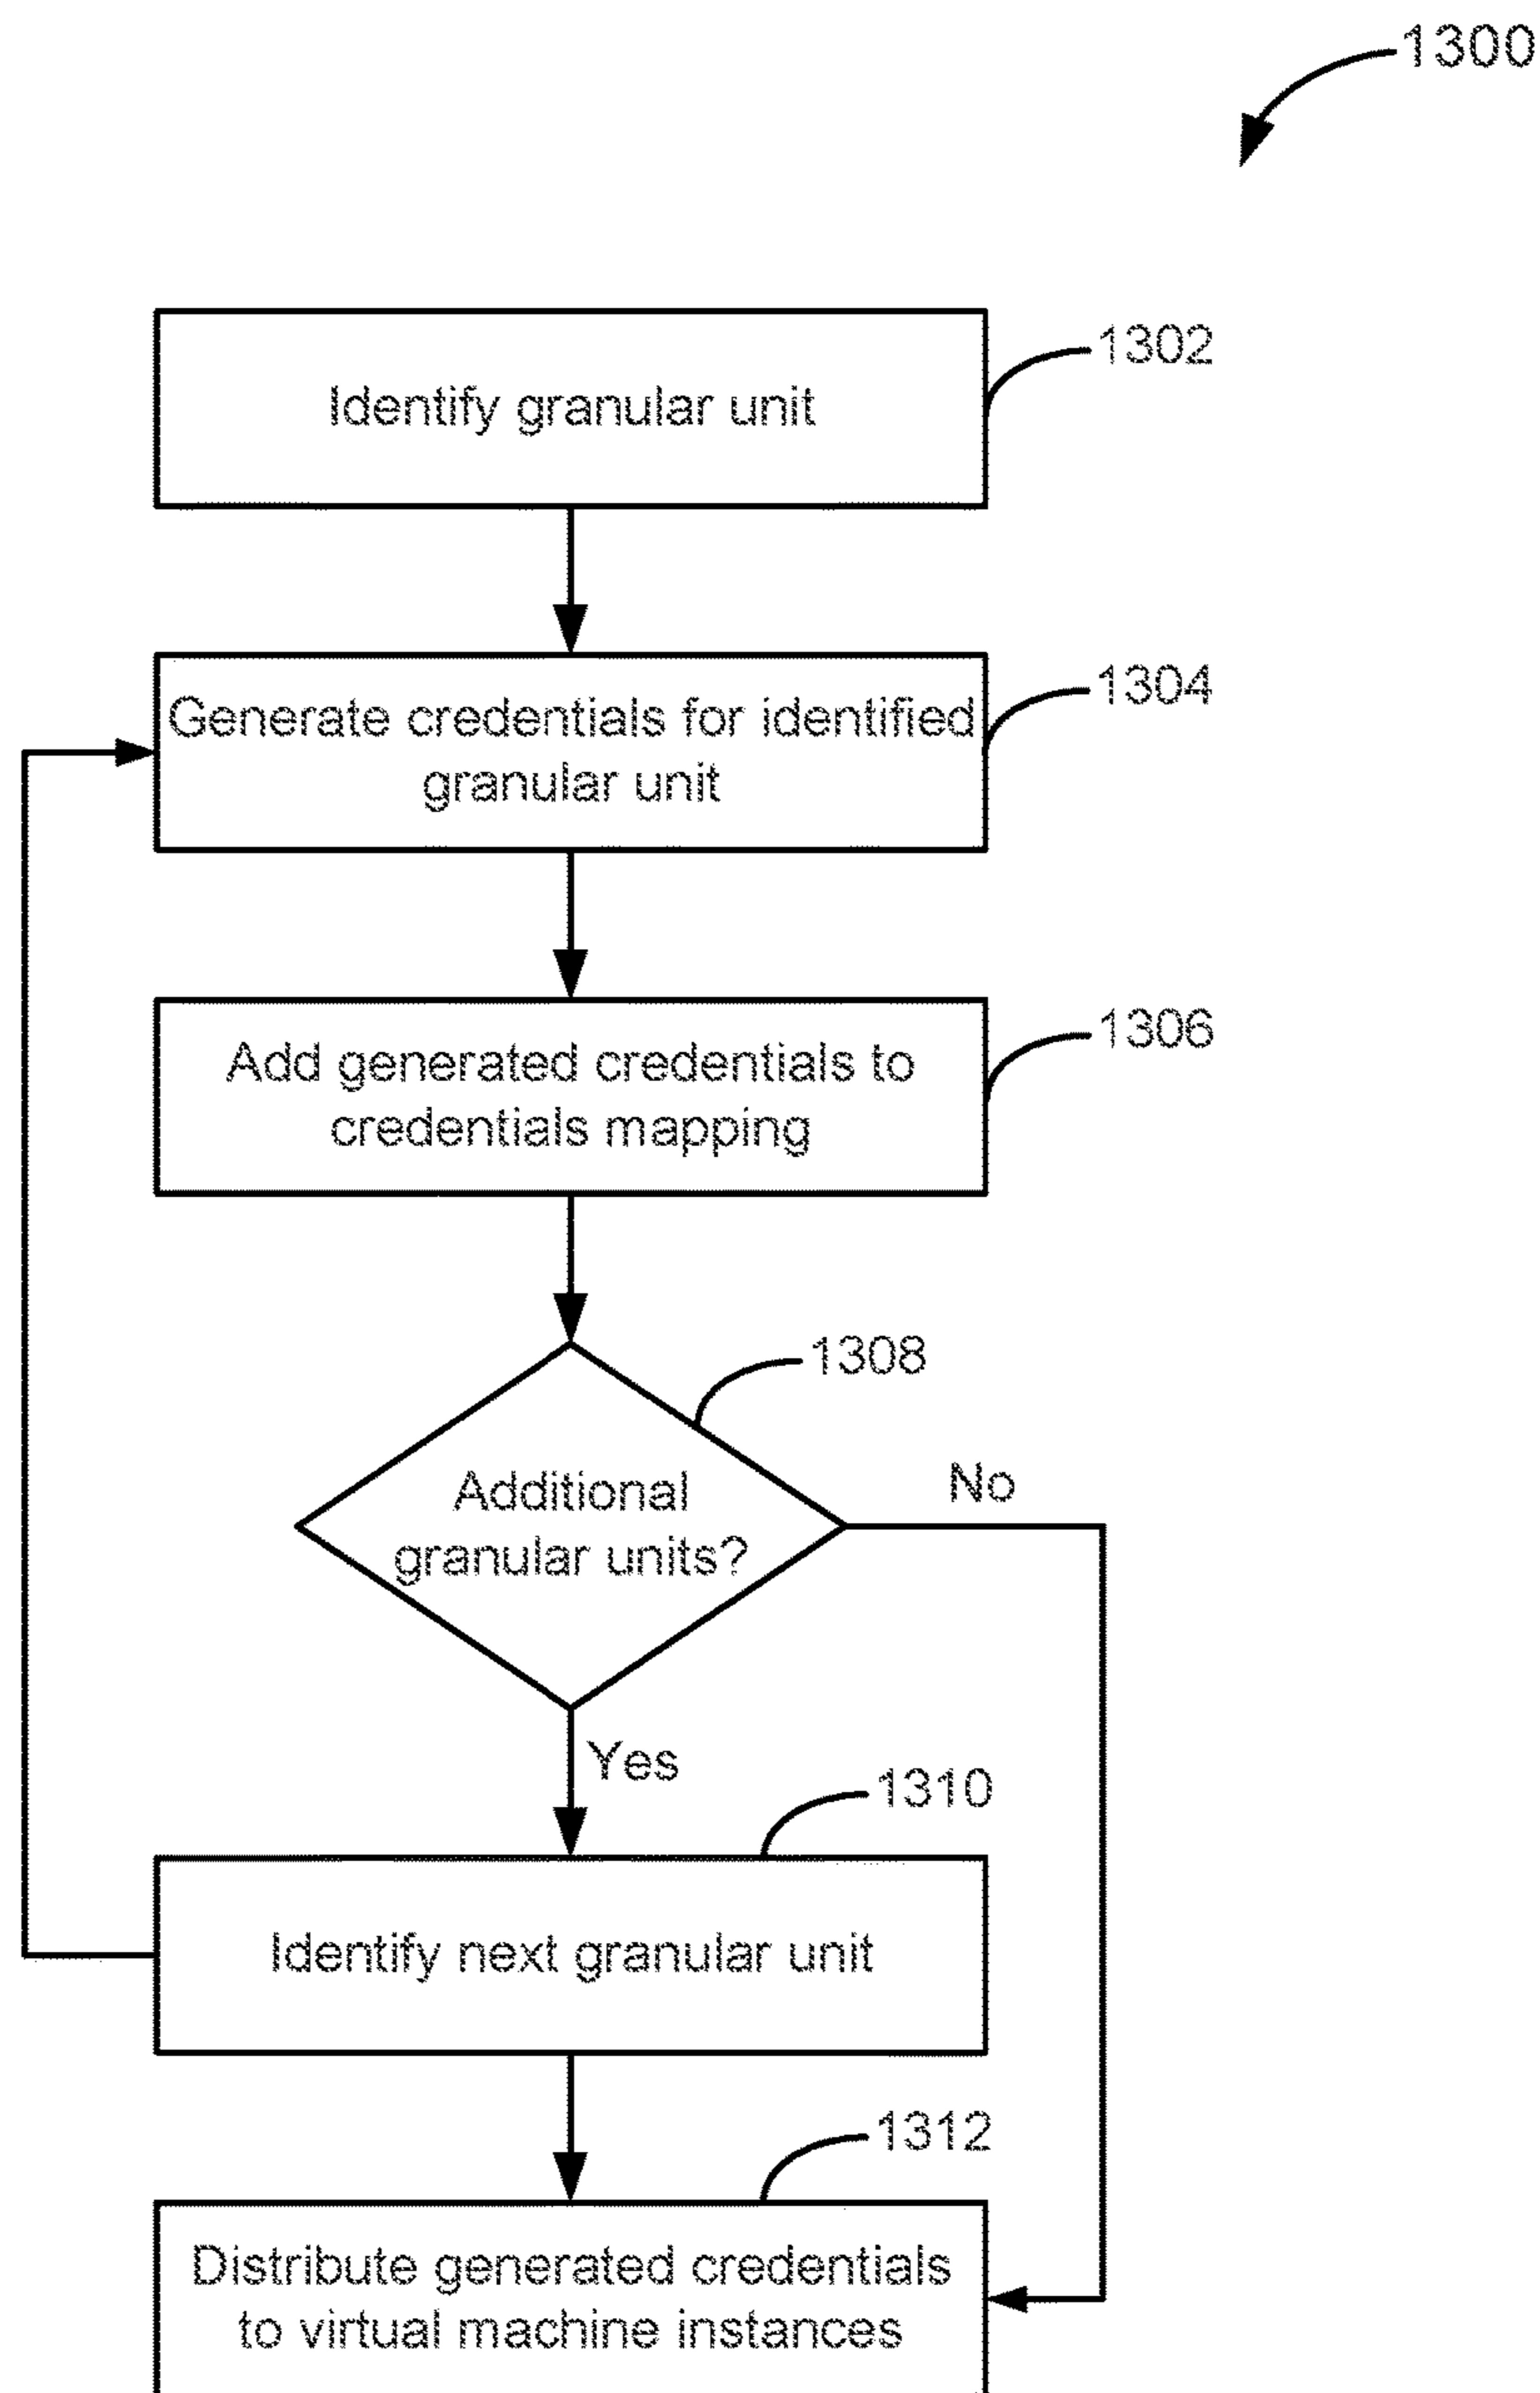 1300
Identify granular unit
1302
Generate credentials for identified
granular unit
1304
Add generated credentials to
credentials mapping
1306
1308
Additional
granular units?
No
Yes
1310
Identify next granular unit
1312
Distribute generated credentials
to virtual machine instances